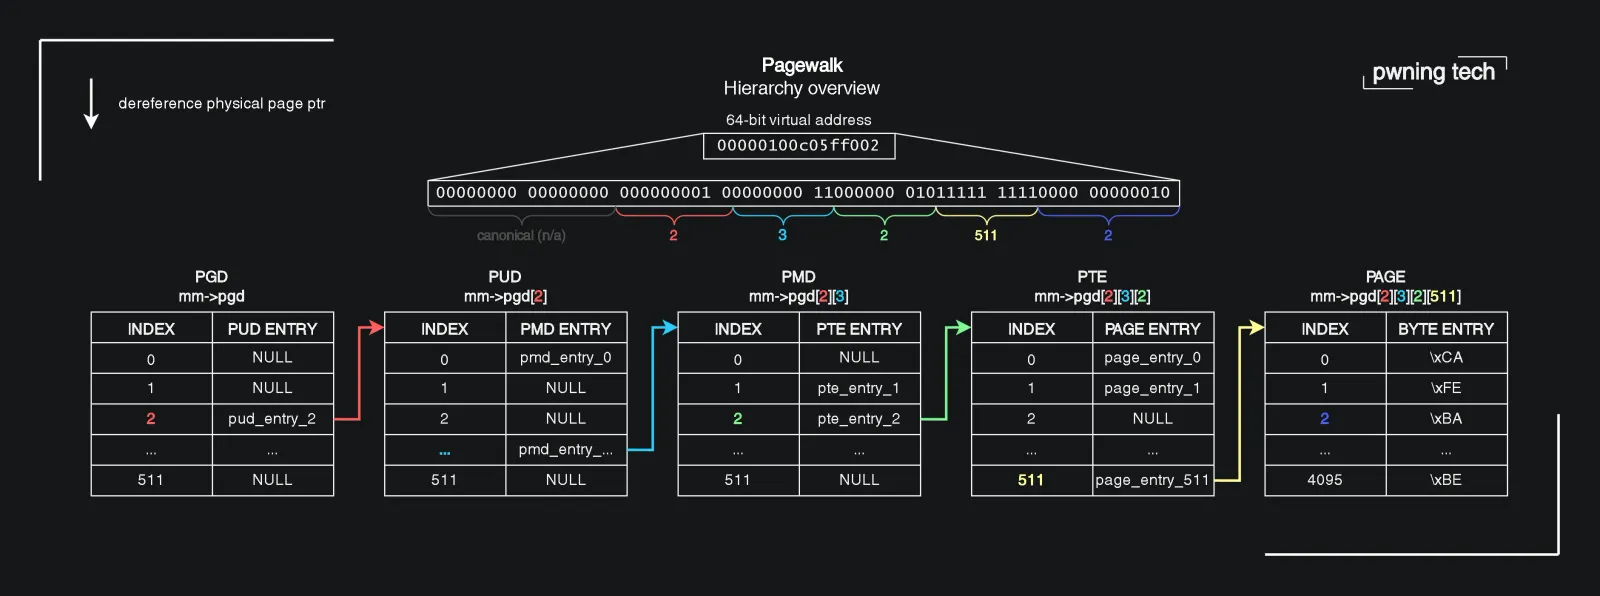 Pagewalk
Hierarchy overview
pwning tech
dereference physical page ptr
64-bit virtual address
00000100c05ff002
00000000 00000000 000000001 00000000 11000000 01011111 11110000 00000010
canonical (n/a) 2 3 2 511 2
PGD
mm->pgd
INDEX PUD ENTRY
0 NULL
1 NULL
2 pud_entry_2
... ...
511 NULL
PUD
mm->pgd[2]
INDEX PMD ENTRY
0 pmd_entry_0
1 NULL
2 NULL
... pmd_entry_...
511 NULL
PMD
mm->pgd[2][3]
INDEX PTE ENTRY
0 NULL
1 pte_entry_1
2 pte_entry_2
... ...
511 NULL
PTE
mm->pgd[2][3][2]
INDEX PAGE ENTRY
0 page_entry_0
1 page_entry_1
2 NULL
... ...
511 page_entry_511
PAGE
mm->pgd[2][3][2][511]
INDEX BYTE ENTRY
0 \xCA
1 \xFE
2 \xBA
... ...
4095 \xBE